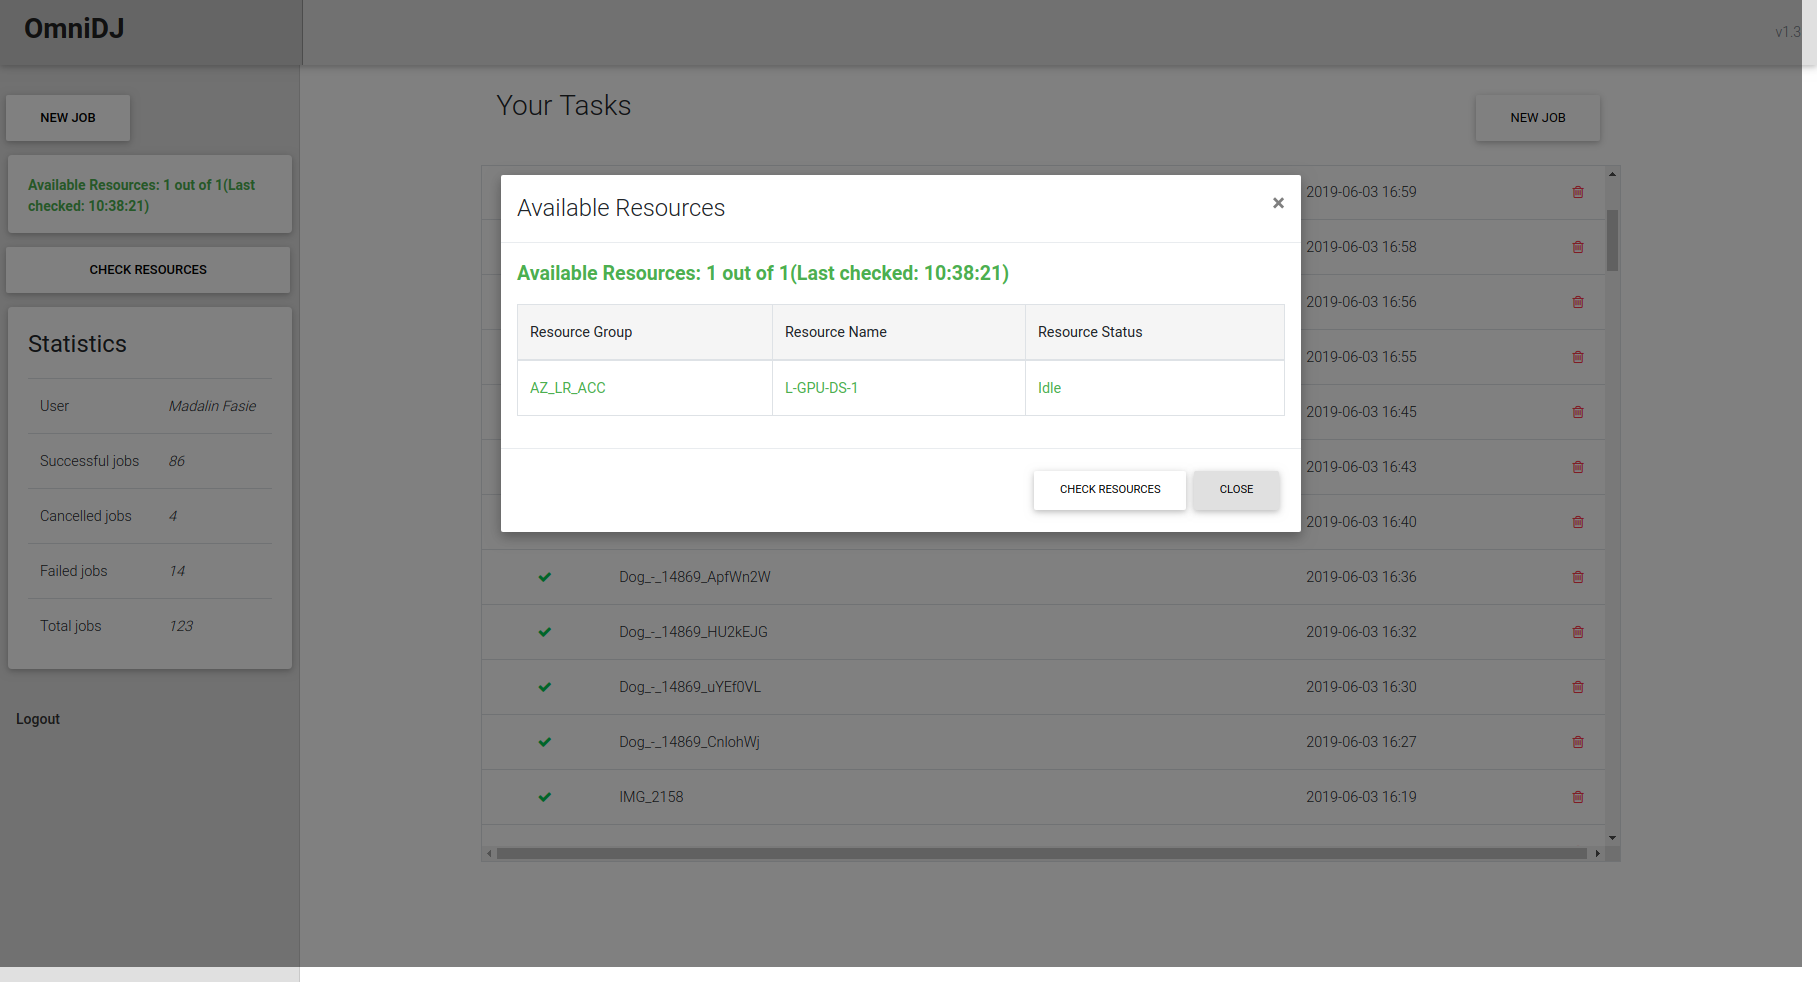 OmniDJ
v1.3
NEW JOB
Available Resources: 1 out of 1(Last
checked: 10:38:21)
CHECK RESOURCES
Statistics
User Madalin Fasie
Successful jobs 86
Cancelled jobs 4
Failed jobs 14
Total jobs 123
Logout
Your Tasks
NEW JOB
2019-06-03 16:59
2019-06-03 16:58
2019-06-03 16:56
2019-06-03 16:55
2019-06-03 16:45
2019-06-03 16:43
2019-06-03 16:40
Dog_-_14869_ApfWn2W 2019-06-03 16:36
Dog_-_14869_HU2kEJG 2019-06-03 16:32
Dog_-_14869_uYEf0VL 2019-06-03 16:30
Dog_-_14869_CnlohWj 2019-06-03 16:27
IMG_2158 2019-06-03 16:19
Available Resources ×
Available Resources: 1 out of 1(Last checked: 10:38:21)
Resource Group Resource Name Resource Status
AZ_LR_ACC L-GPU-DS-1 Idle
CHECK RESOURCES CLOSE